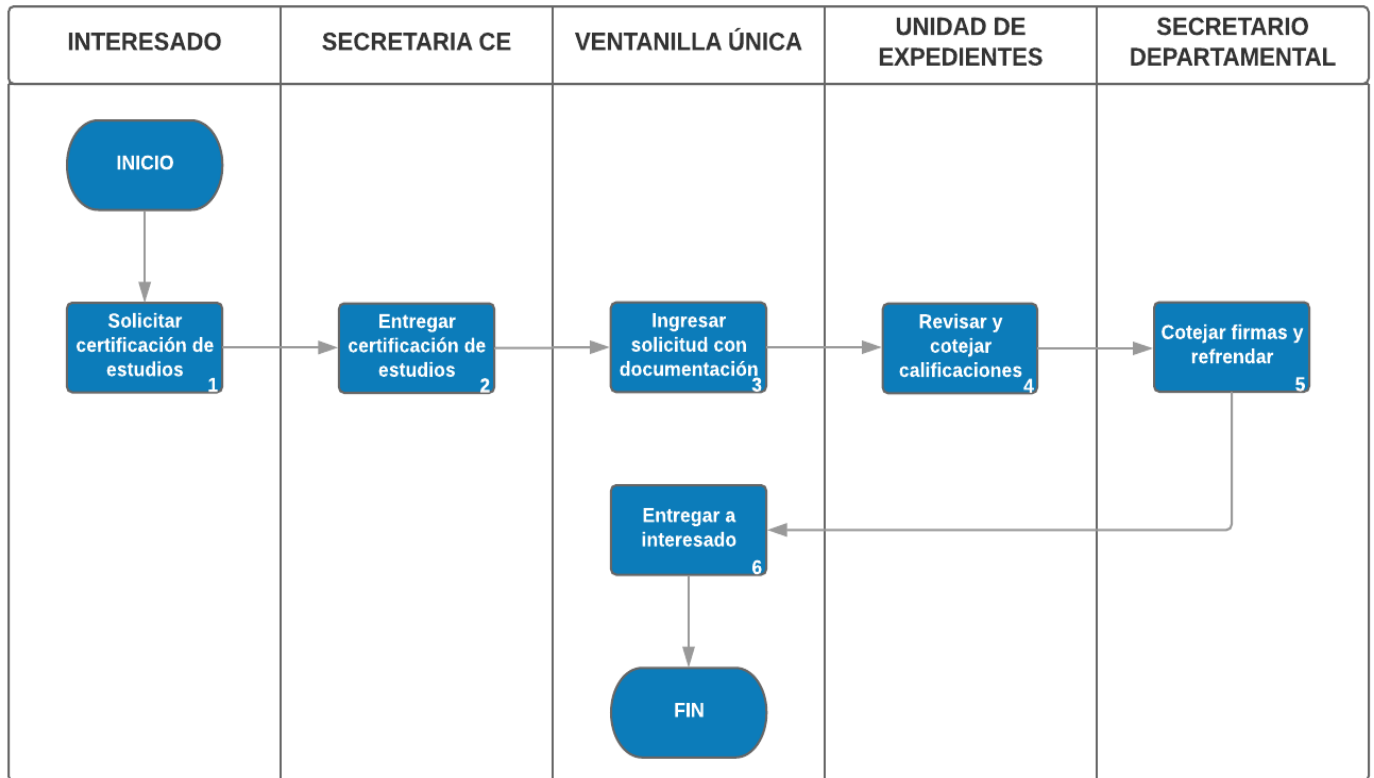 INTERESADO
SECRETARIA CE
VENTANILLA ÚNICA
UNIDAD DE
EXPEDIENTES
SECRETARIO
DEPARTAMENTAL
INICIO
Solicitar
certificación de
estudios
1
Entregar
certificación de
estudios
2
Ingresar
solicitud con
documentación
3
Revisar y
cotejar
calificaciones
4
Cotejar firmas y
refrendar
5
Entregar a
interesado
6
FIN